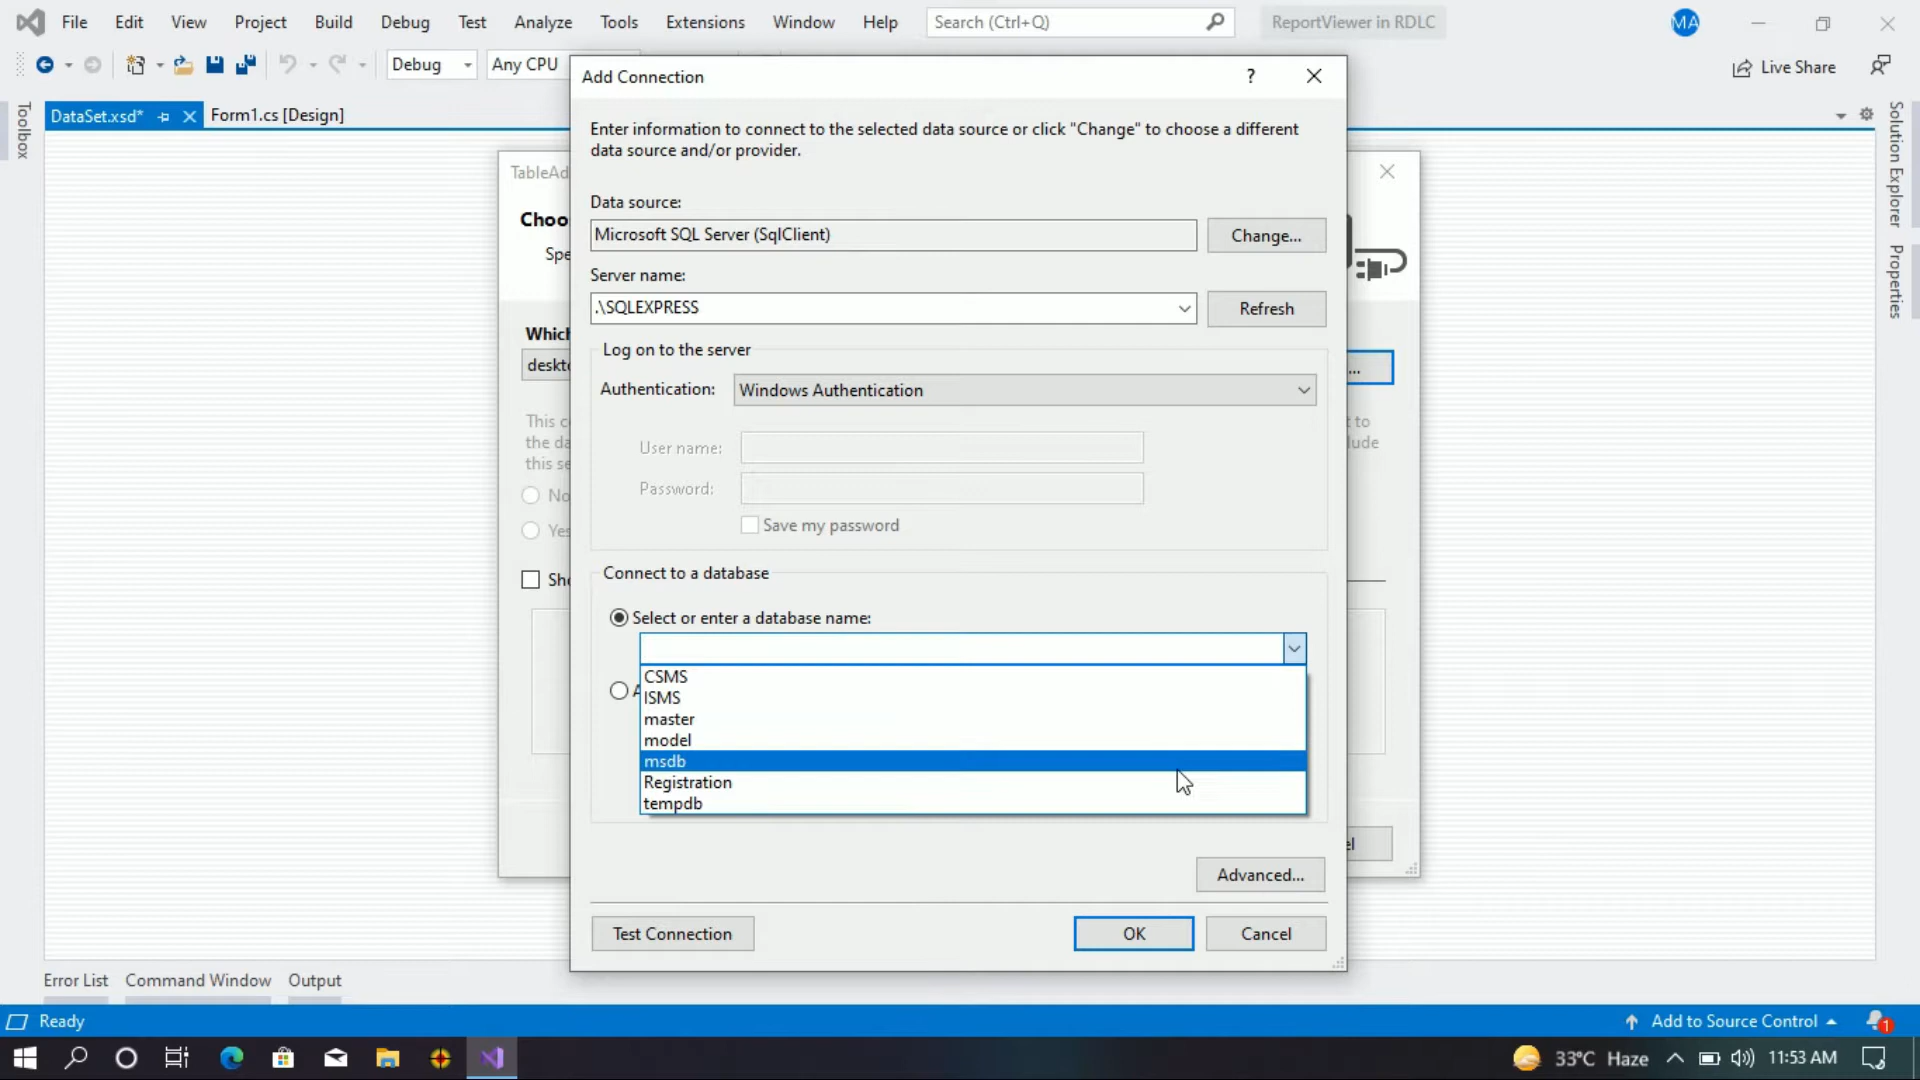 File Edit View Project Build Debug Test Analyze Tools Extensions Window Help Search (Ctrl+Q) ReportViewer in RDLC MA
Debug Any CPU Live Share
DataSet.xsd* Form1.cs [Design]
Toolbox
Solution Explorer
Properties
TableAd
Choo
Spe
Which
deskto
...
This c
t to
the da
lude
this se
No
Yes
Sho
el
Add Connection ?
Enter information to connect to the selected data source or click "Change" to choose a different
data source and/or provider.
Data source:
Microsoft SQL Server (SqlClient) Change...
Server name:
.\SQLEXPRESS Refresh
Log on to the server
Authentication: Windows Authentication
User name:
Password:
Save my password
Connect to a database
Select or enter a database name:
A
CSMS
ISMS
master
model
msdb
Registration
tempdb
Advanced...
Test Connection OK Cancel
Error List Command Window Output
Ready Add to Source Control 1
33°C Haze 11:53 AM